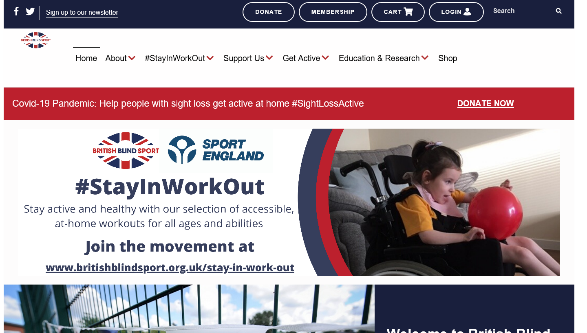 Sign up to our newsletter
DONATE
MEMBERSHIP
CART
LOGIN
Search
BRITISH BLIND SPORT
Home
About
#StayInWorkOut
Support Us
Get Active
Education & Research
Shop
Covid-19 Pandemic: Help people with sight loss get active at home #SightLossActive
DONATE NOW
BRITISH BLIND SPORT
SPORT
ENGLAND
#StayInWorkOut
Stay active and healthy with our selection of accessible,
at-home workouts for all ages and abilities
Join the movement at
www.britishblindsport.org.uk/stay-in-work-out
Welcome to British Blind